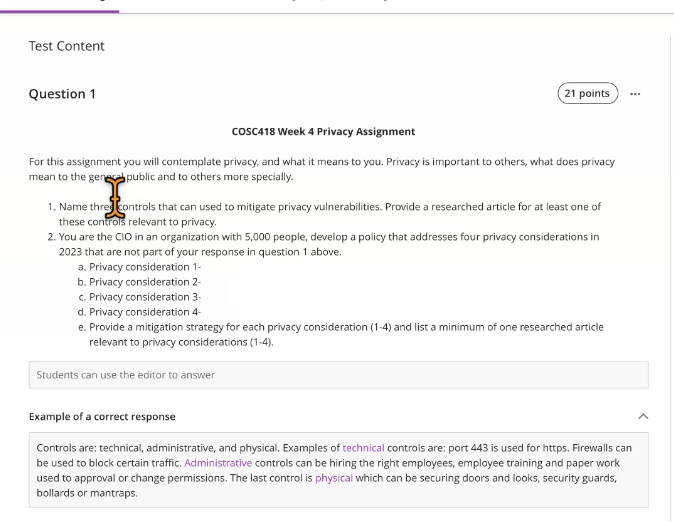 Test Content
Question 1
21 points
COSC418 Week 4 Privacy Assignment
For this assignment you will contemplate privacy, and what it means to you. Privacy is important to others, what does privacy
mean to the general public and to others more specially.
1. Name three controls that can used to mitigate privacy vulnerabilities. Provide a researched article for at least one of
these controls relevant to privacy.
2. You are the CIO in an organization with 5,000 people, develop a policy that addresses four privacy considerations in
2023 that are not part of your response in question 1 above.
a. Privacy consideration 1-
b. Privacy consideration 2-
c. Privacy consideration 3-
d. Privacy consideration 4-
e. Provide a mitigation strategy for each privacy consideration (1-4) and list a minimum of one researched article
relevant to privacy considerations (1-4).
Students can use the editor to answer
Example of a correct response
Controls are: technical, administrative, and physical. Examples of technical controls are: port 443 is used for https. Firewalls can
be used to block certain traffic. Administrative controls can be hiring the right employees, employee training and paper work
used to approval or change permissions. The last control is physical which can be securing doors and looks, security guards,
bollards or mantraps.